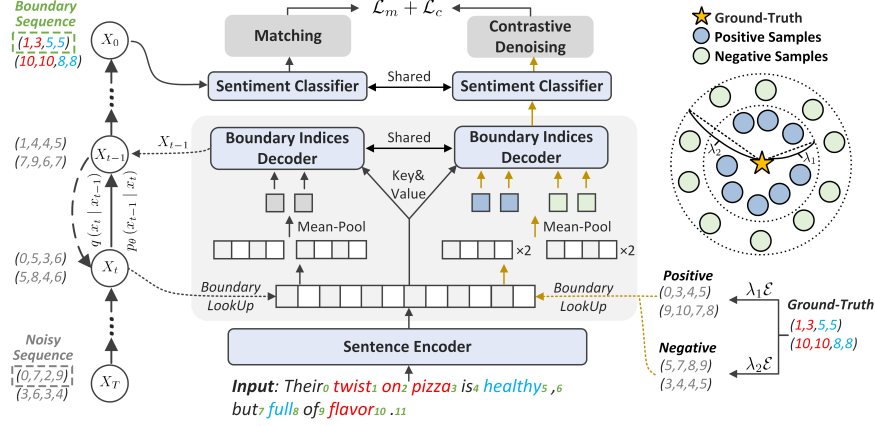 Boundary
Sequence
(1,3,5,5)
(10,10,8,8)
X_0
X_{t-1}
(1,4,4,5)
(7,9,6,7)
X_{t-1}
q(x_t | x_{t-1})
p_θ(x_{t-1} | x_t)
(0,5,3,6)
(5,8,4,6)
X_t
Noisy
Sequence
(0,7,2,9)
(3,6,3,4)
X_T
ℒ_m + ℒ_c
Matching
Contrastive
Denoising
Sentiment Classifier
Shared
Sentiment Classifier
Boundary Indices
Decoder
Shared
Boundary Indices
Decoder
Key&
Value
Mean-Pool
Mean-Pool
×2
×2
Boundary
LookUp
Boundary
LookUp
Sentence Encoder
Input: Their0 twist1 on2 pizza3 is4 healthy5 ,6
but7 full8 of9 flavor10 .11
Ground-Truth
Positive Samples
Negative Samples
λ_2
λ_1
Positive
(0,3,4,5)
(9,10,7,8)
λ_1ℰ
Ground-Truth
(1,3,5,5)
(10,10,8,8)
Negative
(5,7,8,9)
(3,4,4,5)
λ_2ℰ